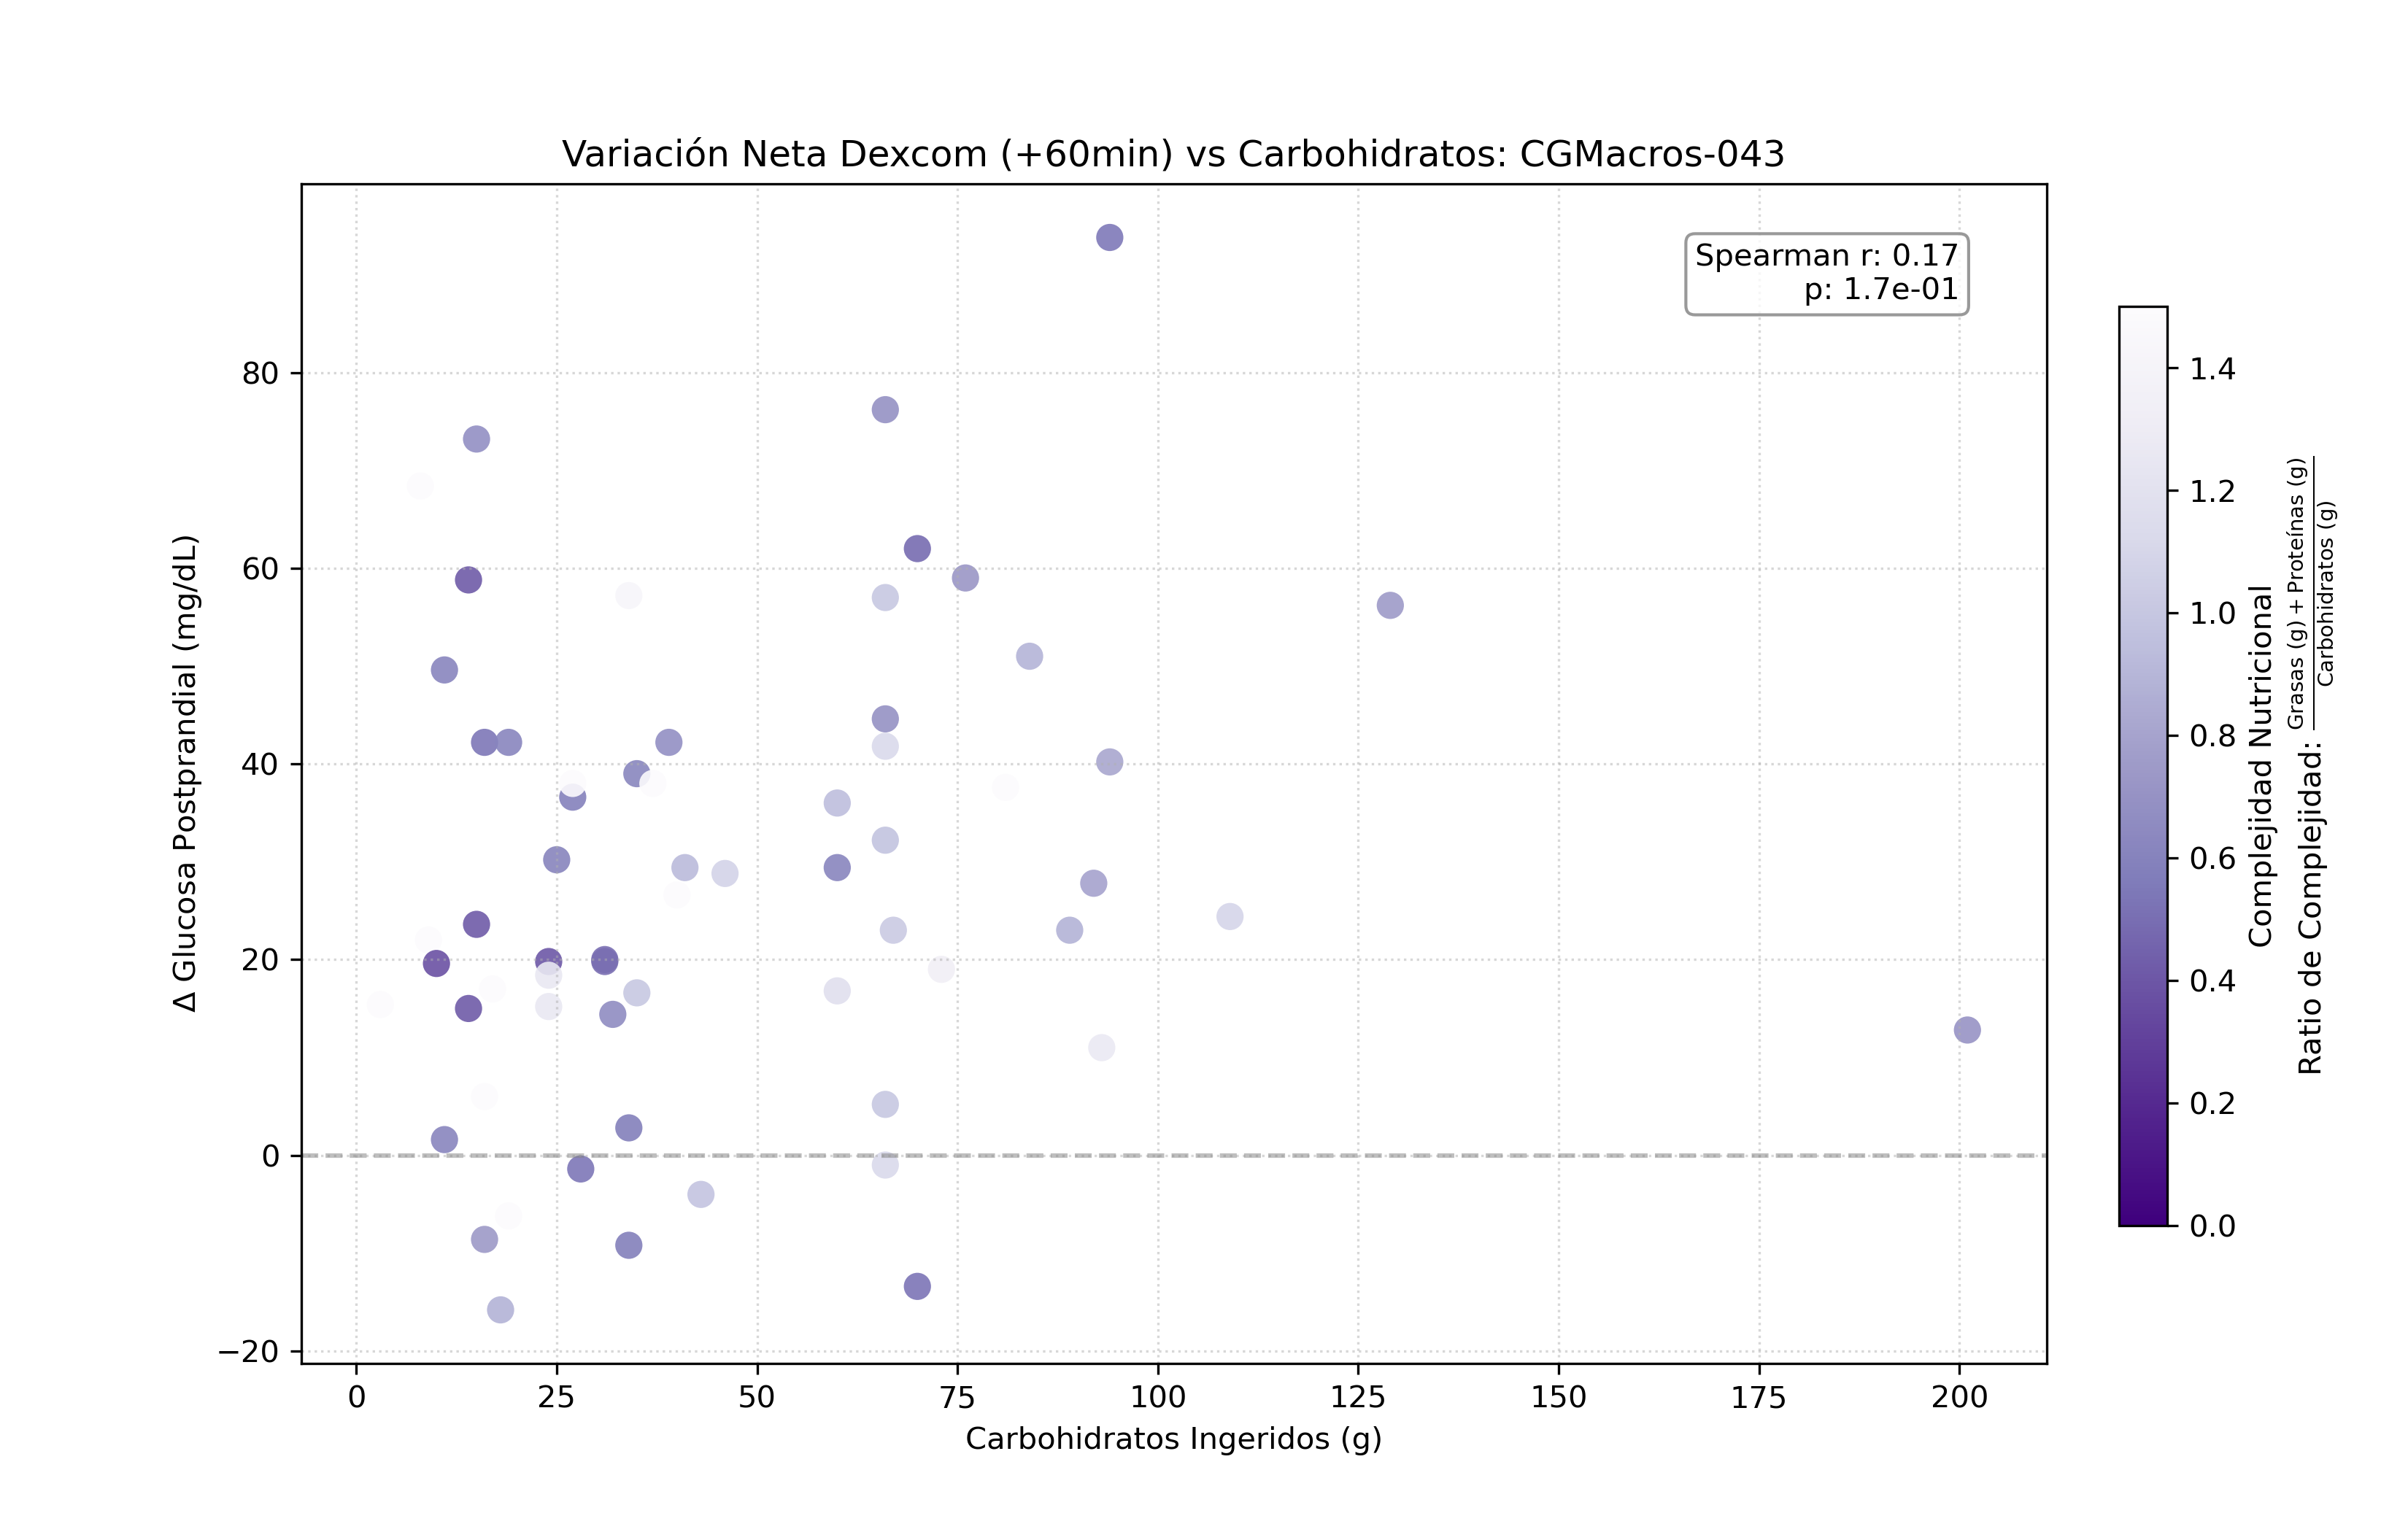 Variación Neta Dexcom (+60min) vs Carbohidratos: CGMacros-043
Spearman r: 0.17
p: 1.7e-01
Δ Glucosa Postprandial (mg/dL)
80
60
40
20
0
−20
0
25
50
75
100
125
150
175
200
Carbohidratos Ingeridos (g)
1.4
1.2
1.0
0.8
0.6
0.4
0.2
0.0
Complejidad Nutricional
Ratio de Complejidad: Grasas (g) + Proteínas (g)
Carbohidratos (g)